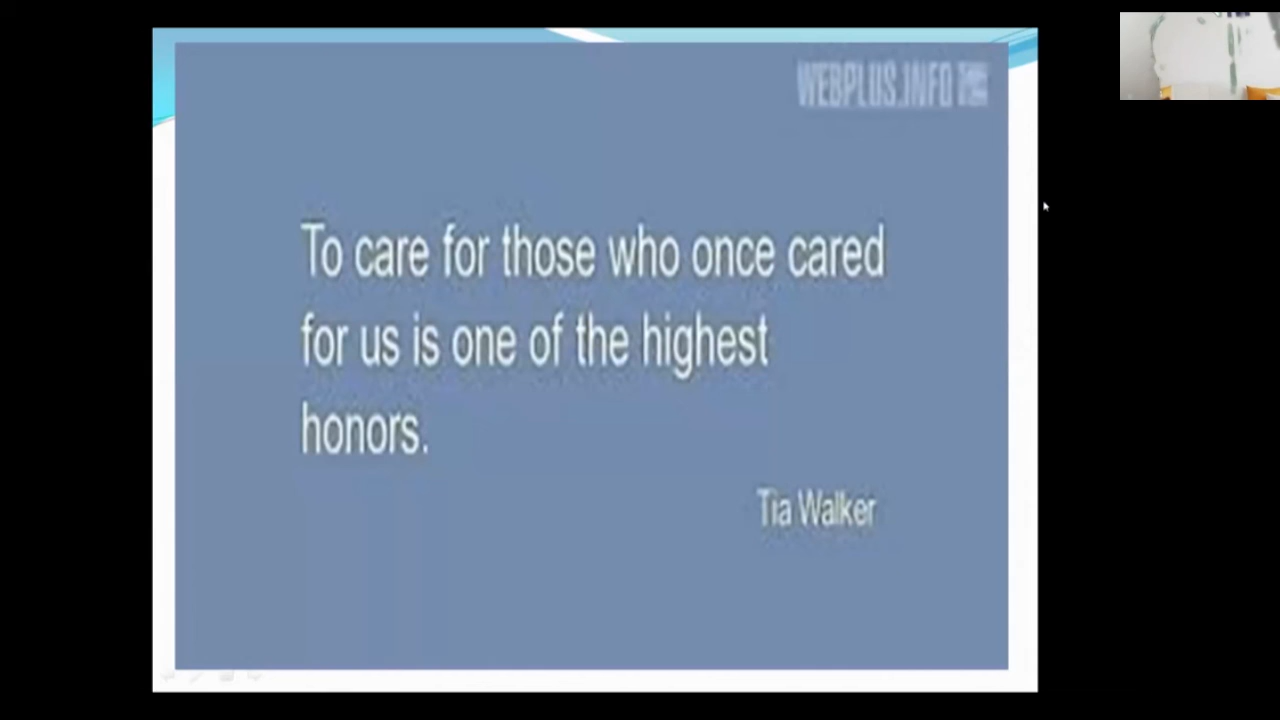 WEBPLUS.INFO
To care for those who once cared
for us is one of the highest
honors.
Tia Walker